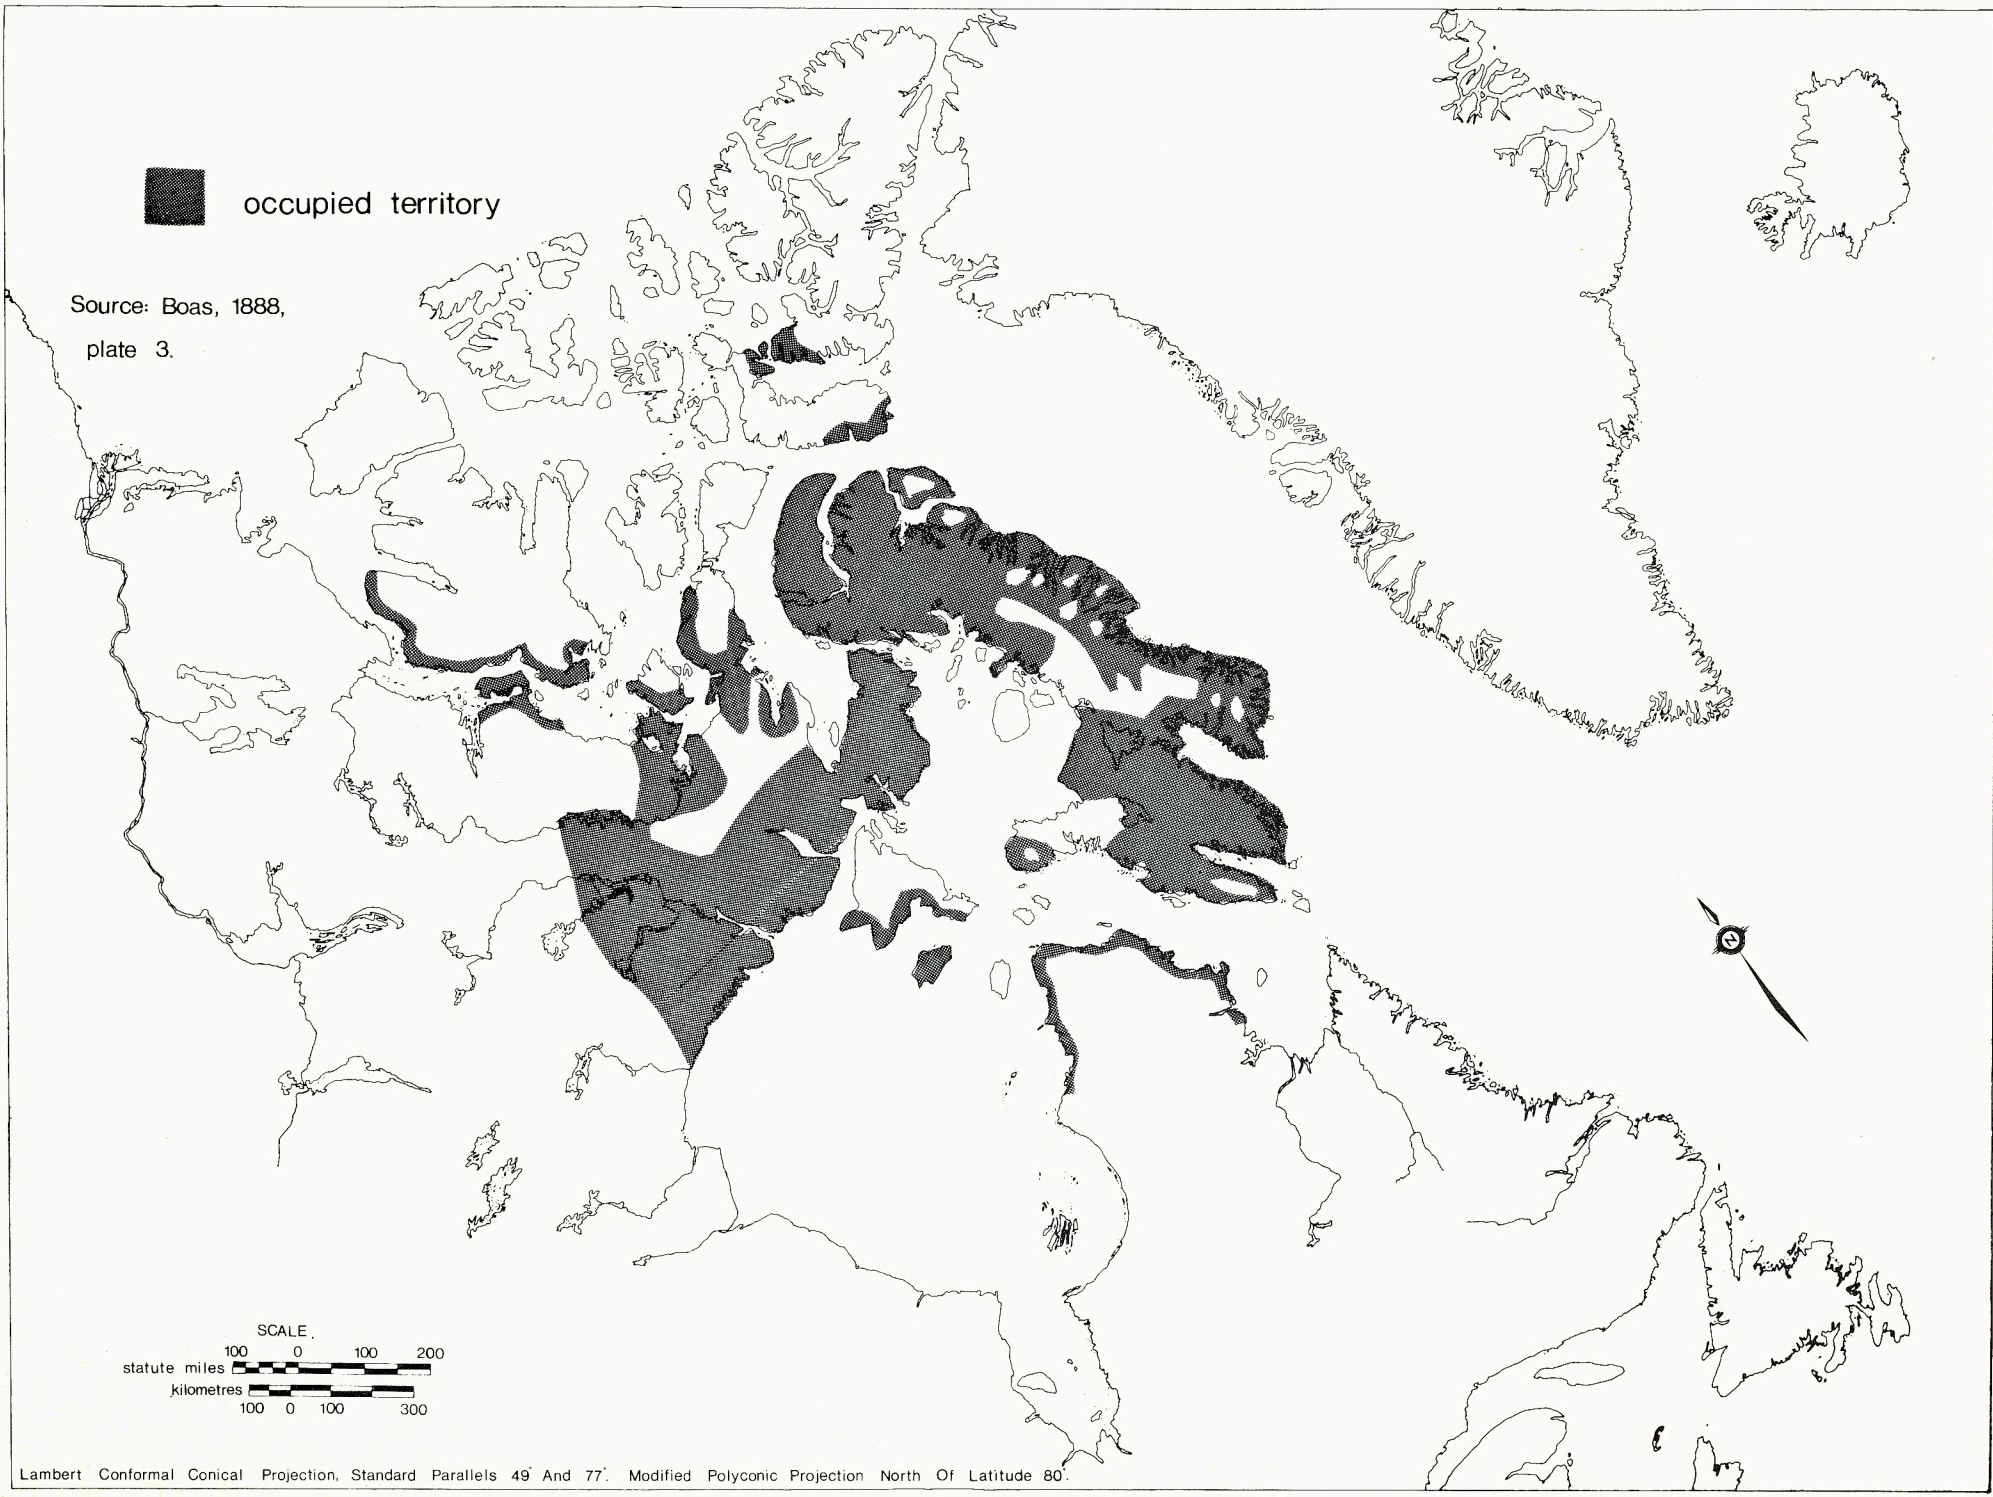 occupied territory
Source: Boas, 1888,
plate 3.
N
SCALE.
100 0 100 200
statute miles
kilometres
100 0 100 300
Lambert Conformal Conical Projection, Standard Parallels 49° And 77°. Modified Polyconic Projection North Of Latitude 80°.